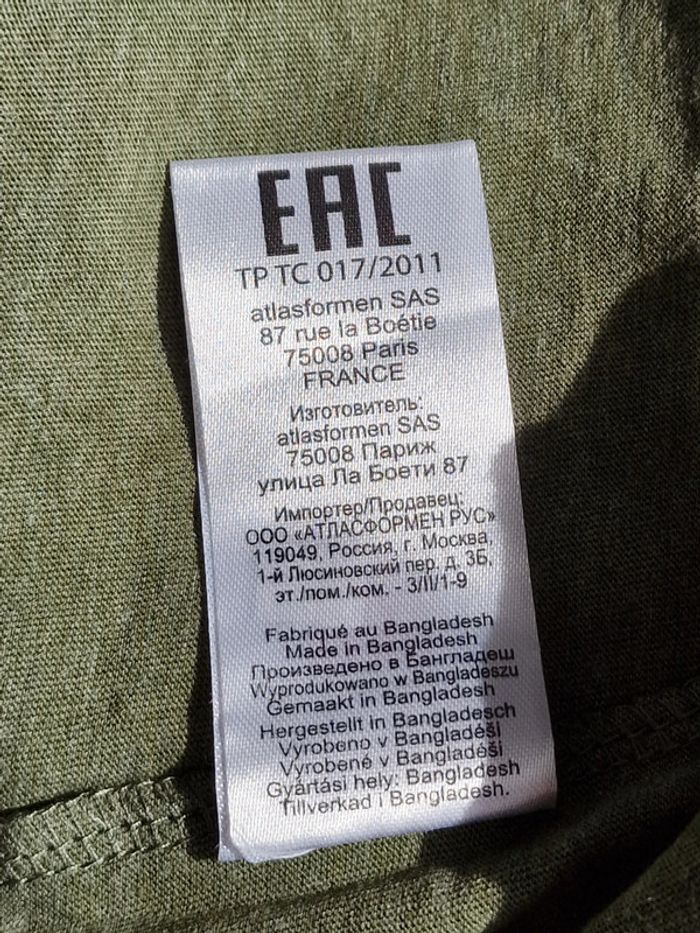 EAC
ТР ТС 017/2011
atlasformen SAS
87 rue la Boétie
75008 Paris
FRANCE
Изготовитель:
atlasformen SAS
75008 Париж
улица Ла Боети 87
Импортер/Продавец:
ООО «АТЛАСФОРМЕН РУС»
119049, Россия, г. Москва,
1-й Люсиновский пер. д. 3Б,
эт./пом./ком. - 3/II/1-9
Fabriqué au Bangladesh
Made in Bangladesh
Произведено в Бангладеш
Wyprodukowano w Bangladeszu
Gemaakt in Bangladesh
Hergestellt in Bangladesch
Vyrobeno v Bangladéši
Vyrobené v Bangladéši
Gyártási hely: Bangladesh
Tillverkad i Bangladesh.